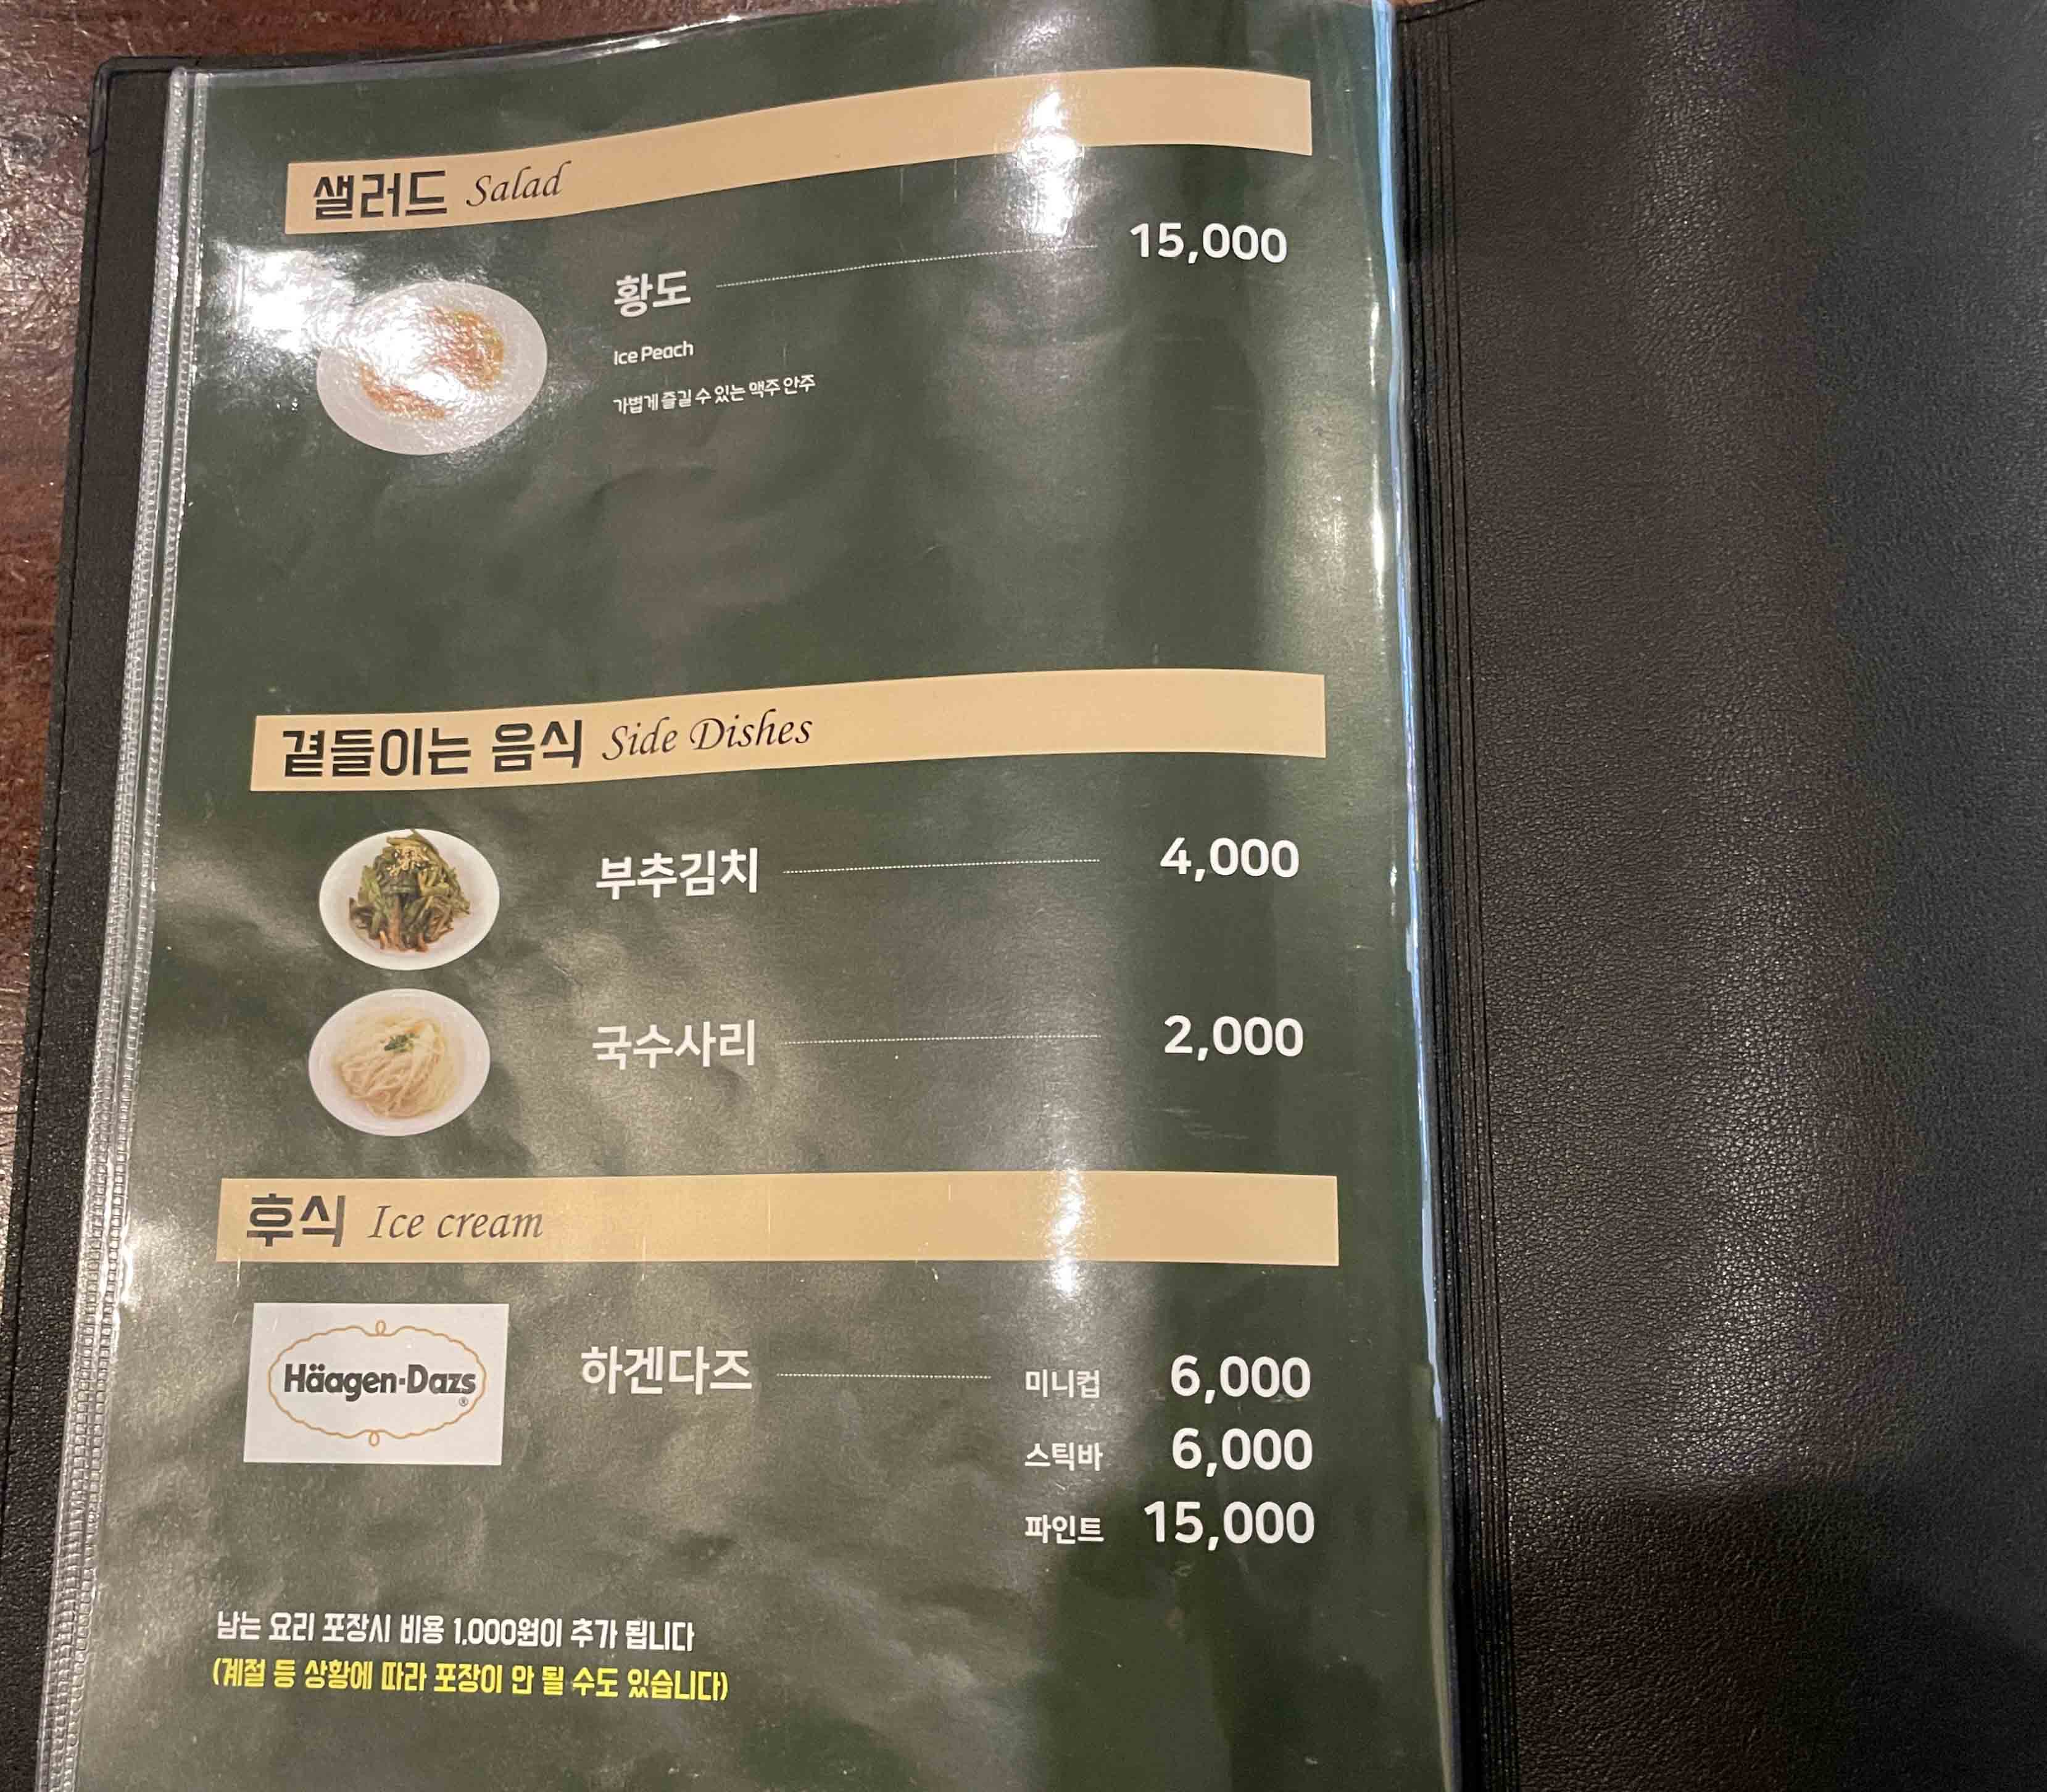 샐러드 Salad
황도 15,000
Ice Peach
가볍게 즐길 수 있는 맥주 안주
곁들이는 음식 Side Dishes
부추김치 4,000
국수사리 2,000
후식 Ice cream
Häagen-Dazs ®
하겐다즈 미니컵 6,000
스틱바 6,000
파인트 15,000
남는 요리 포장시 비용 1,000원이 추가 됩니다
(계절 등 상황에 따라 포장이 안 될 수도 있습니다)